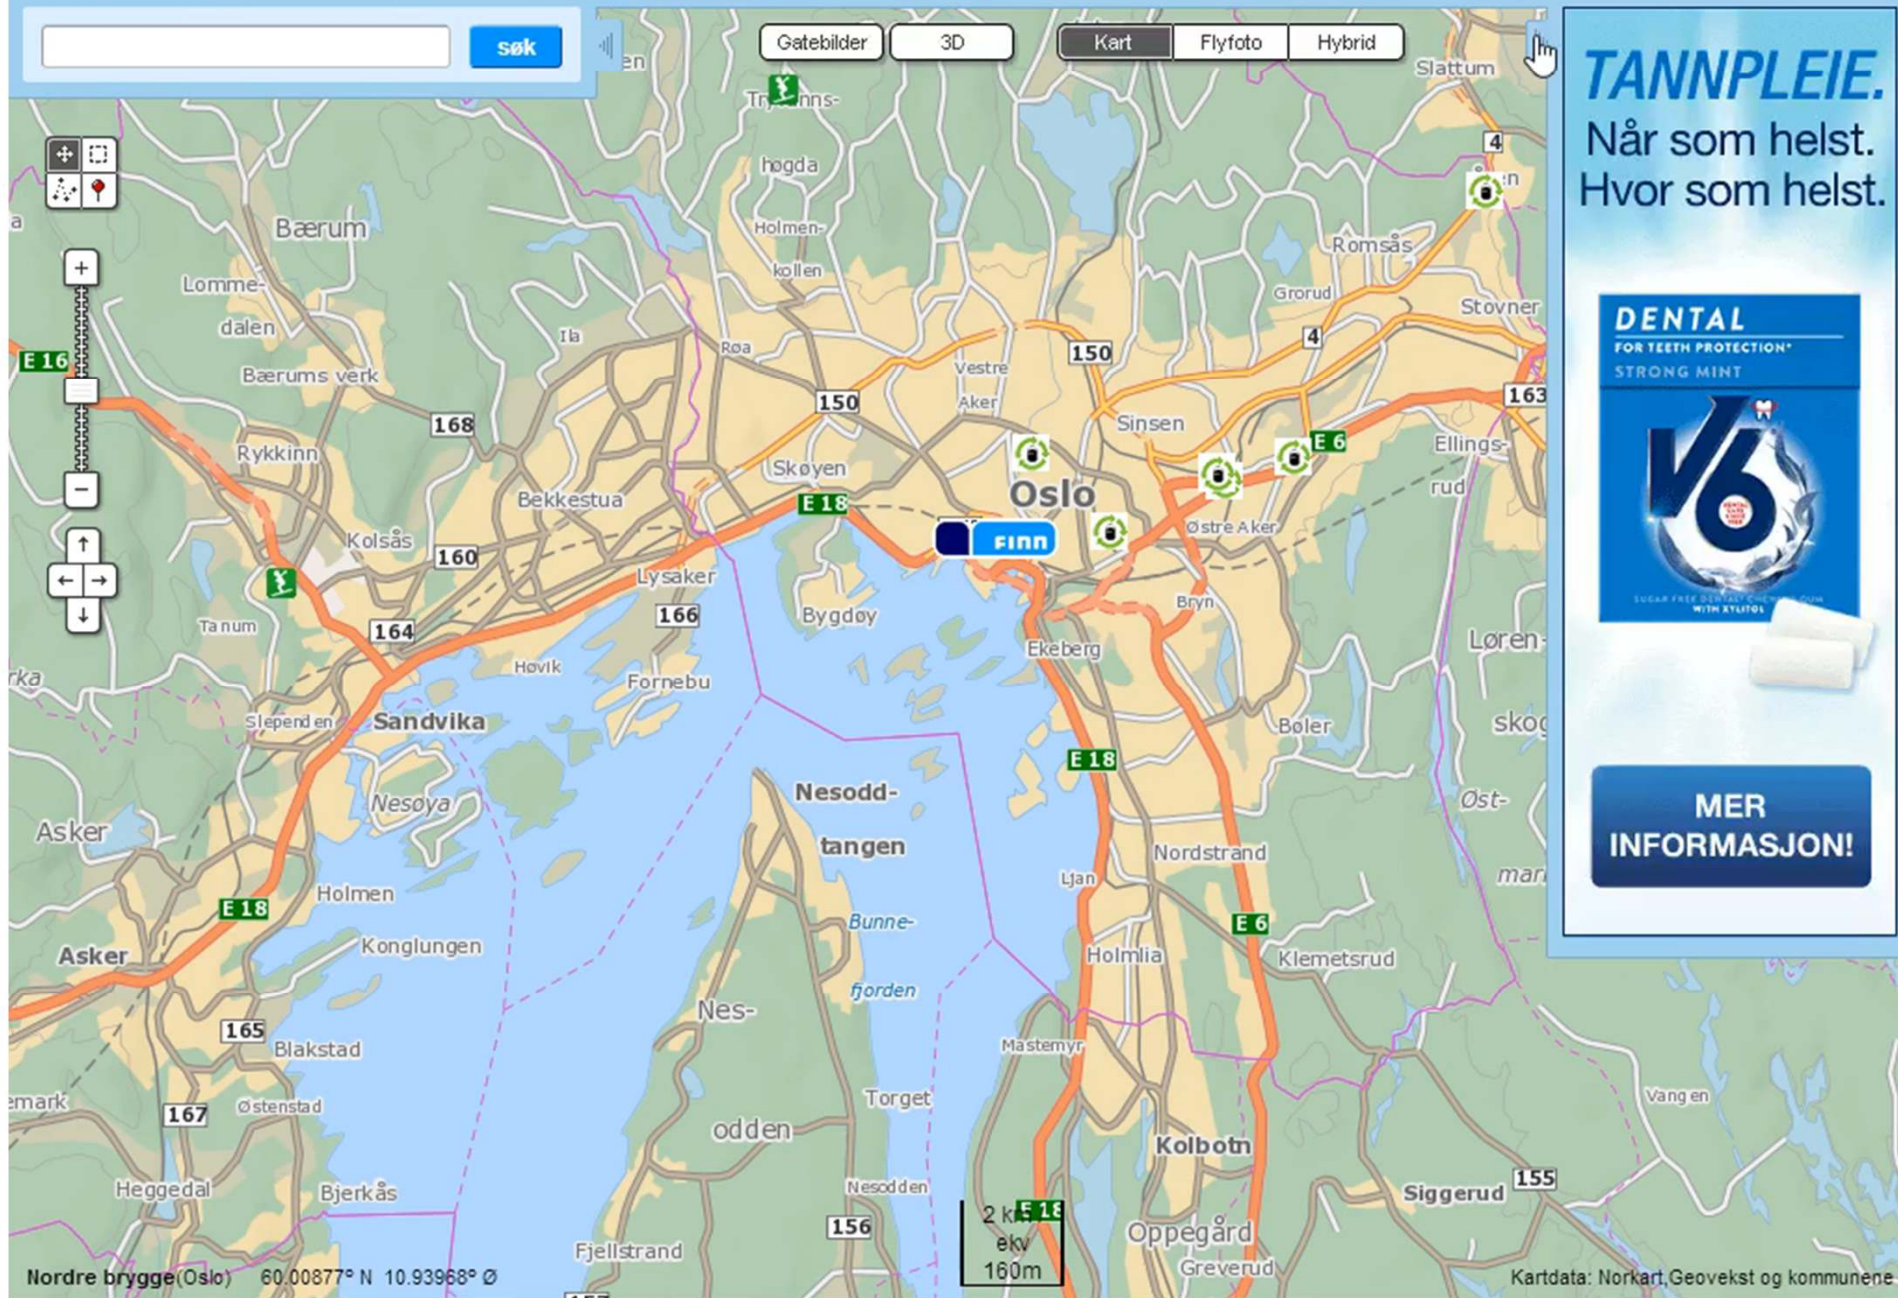 søk
Gatebilder
3D
Kart
Flyfoto
Hybrid
Slattum
4
høgda
Bærum
Holmen-
kollen
Romsås
Lomme-
dalen
Grorud
Stovner
Ila
Røa
4
150
E 16
Bærums verk
Vestre
Aker
150
163
168
Sinsen
E 6
Ellings-
rud
Rykkinn
Skøyen
Bekkestua
E 18
Oslo
Østre Aker
FINN
Kolsås
160
Lysaker
Bryn
166
Bygdøy
Tanum
164
Ekeberg
Løren-
skog
Høvik
Fornebu
Slependen
Sandvika
Bøler
E 18
Nesodd-
tangen
Nesøya
Øst-
Asker
Nordstrand
Ljan
Holmen
E 18
Bunne-
fjorden
E 6
Konglungen
Asker
Holmlia
Klemetsrud
Nes-
odden
165
Blakstad
Mastemyr
Torget
Vangen
167
Østenstad
Kolbotn
Heggedal
Bjerkås
Nesodden
Siggerud
155
156
E 18
Oppegård
Fjellstrand
Greverud
2 km
ekv
160m
Nordre brygge(Oslo) 60.00877° N 10.93968° Ø
Kartdata: Norkart,Geovekst og kommunene
TANNPLEIE.
Når som helst.
Hvor som helst.
DENTAL
FOR TEETH PROTECTION*
STRONG MINT
V6
WITH XYLITOL
MER
INFORMASJON!